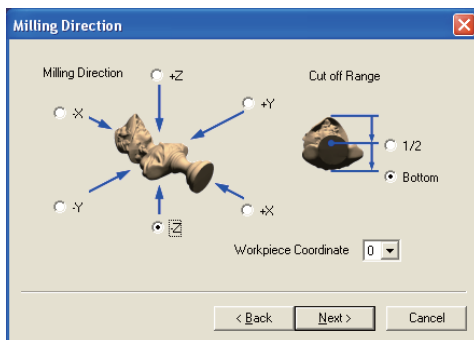 Milling Direction
Milling Direction
+Z
Cut off Range
-X
+Y
1/2
Bottom
-Y
+X
-Z
Workpiece Coordinate 0
< Back Next > Cancel